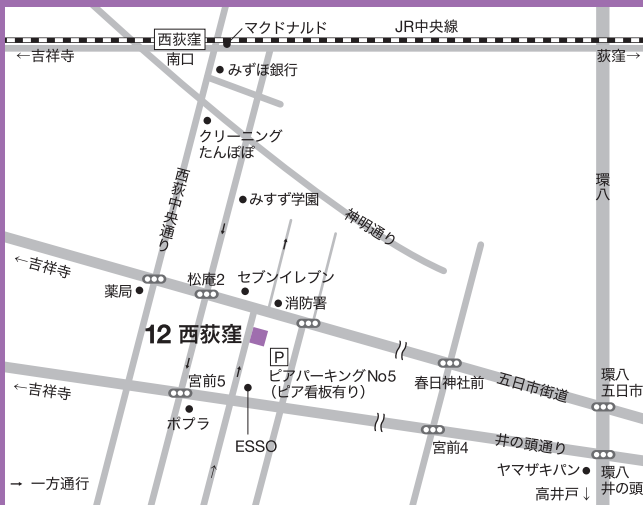 マクドナルド
JR中央線
西荻窪
←吉祥寺
南口
荻窪→
みずほ銀行
クリーニング
たんぽぽ
西荻中央通り
環八
みすず学園
神明通り
←吉祥寺
松庵2
セブンイレブン
薬局
消防署
12 西荻窪
P
ピアパーキングNo5
(ピア看板有り)
宮前5
←吉祥寺
ポプラ
ESSO
春日神社前
五日市街道
環八
五日市
井の頭通り
宮前4
ヤマザキパン
環八
井の頭
高井戸↓
→ 一方通行